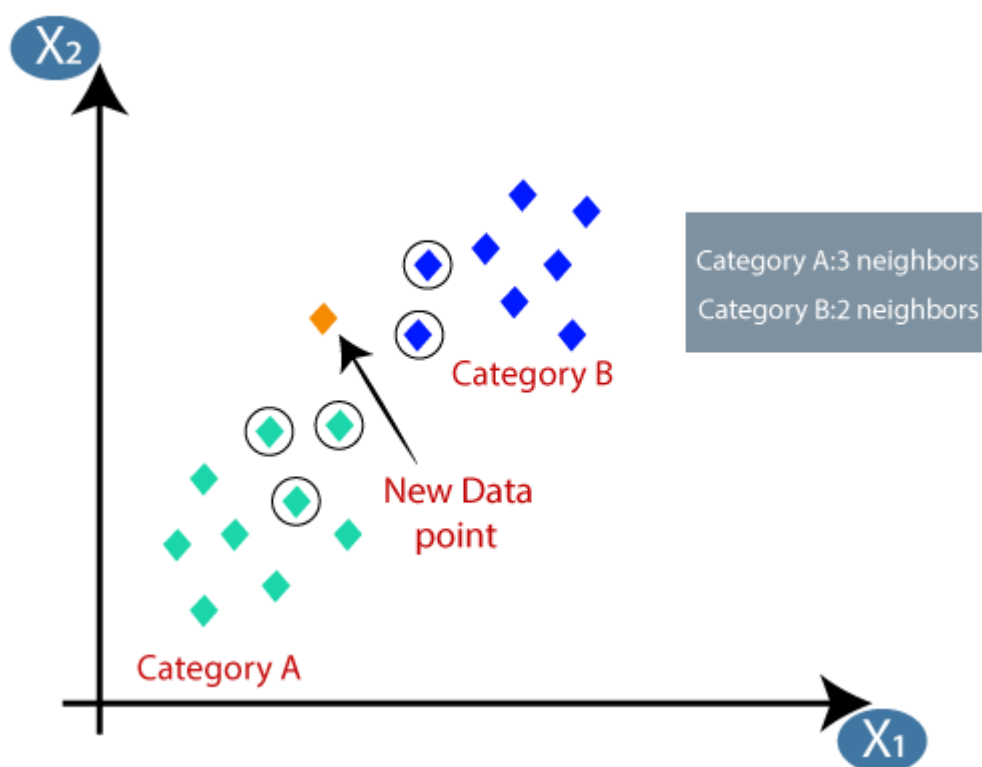 X2
Category A:3 neighbors
Category B:2 neighbors
Category B
New Data
point
Category A
X1